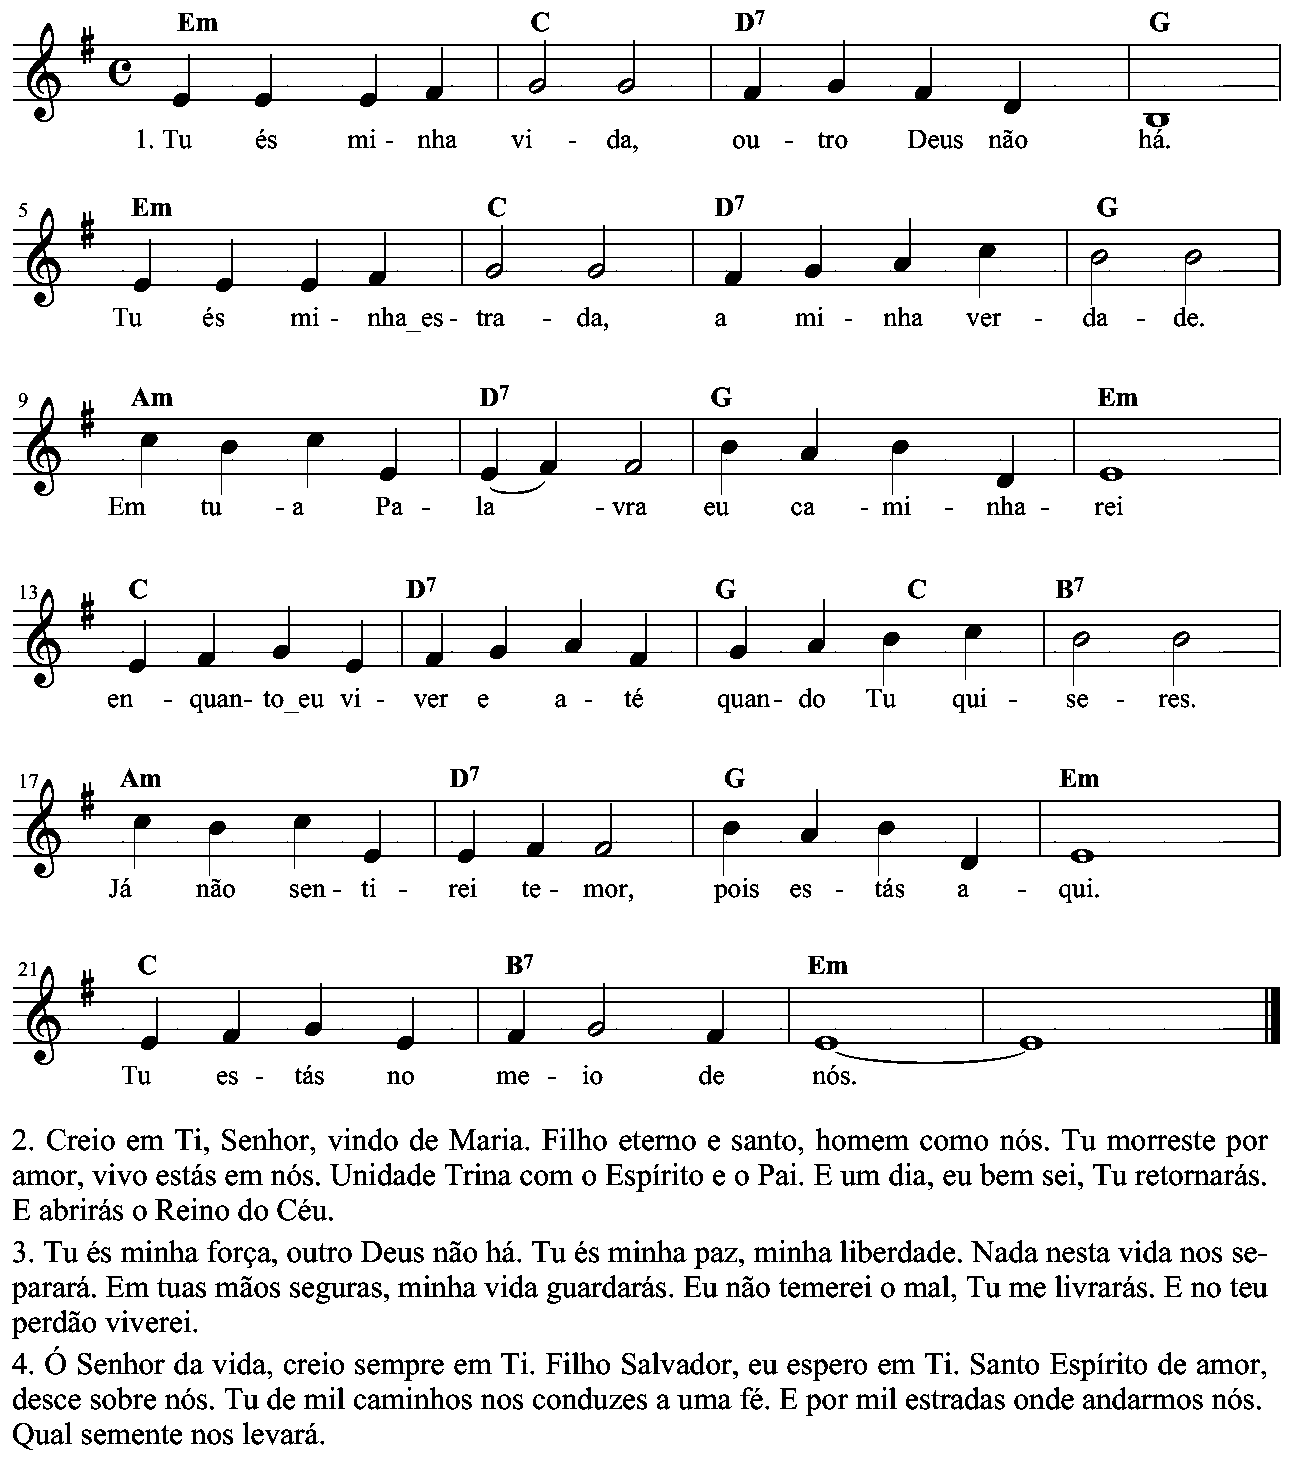 Em C D7 G
1. Tu és mi - nha vi - da, ou - tro Deus não há.
5 Em C D7 G
Tu és mi - nha_es- tra - da, a mi - nha ver - da - de.
9 Am D7 G Em
Em tu - a Pa - la - vra eu ca - mi - nha - rei
13 C D7 G C B7
en - quan- to_eu vi - ver e a - té quan- do Tu qui - se - res.
17 Am D7 G Em
Já não sen - ti - rei te - mor, pois es - tás a - qui.
21 C B7 Em
Tu es - tás no me - io de nós.
2. Creio em Ti, Senhor, vindo de Maria. Filho eterno e santo, homem como nós. Tu morreste por
amor, vivo estás em nós. Unidade Trina com o Espírito e o Pai. E um dia, eu bem sei, Tu retornarás.
E abrirás o Reino do Céu.
3. Tu és minha força, outro Deus não há. Tu és minha paz, minha liberdade. Nada nesta vida nos se-
parará. Em tuas mãos seguras, minha vida guardarás. Eu não temerei o mal, Tu me livrarás. E no teu
perdão viverei.
4. Ó Senhor da vida, creio sempre em Ti. Filho Salvador, eu espero em Ti. Santo Espírito de amor,
desce sobre nós. Tu de mil caminhos nos conduzes a uma fé. E por mil estradas onde andarmos nós.
Qual semente nos levará.